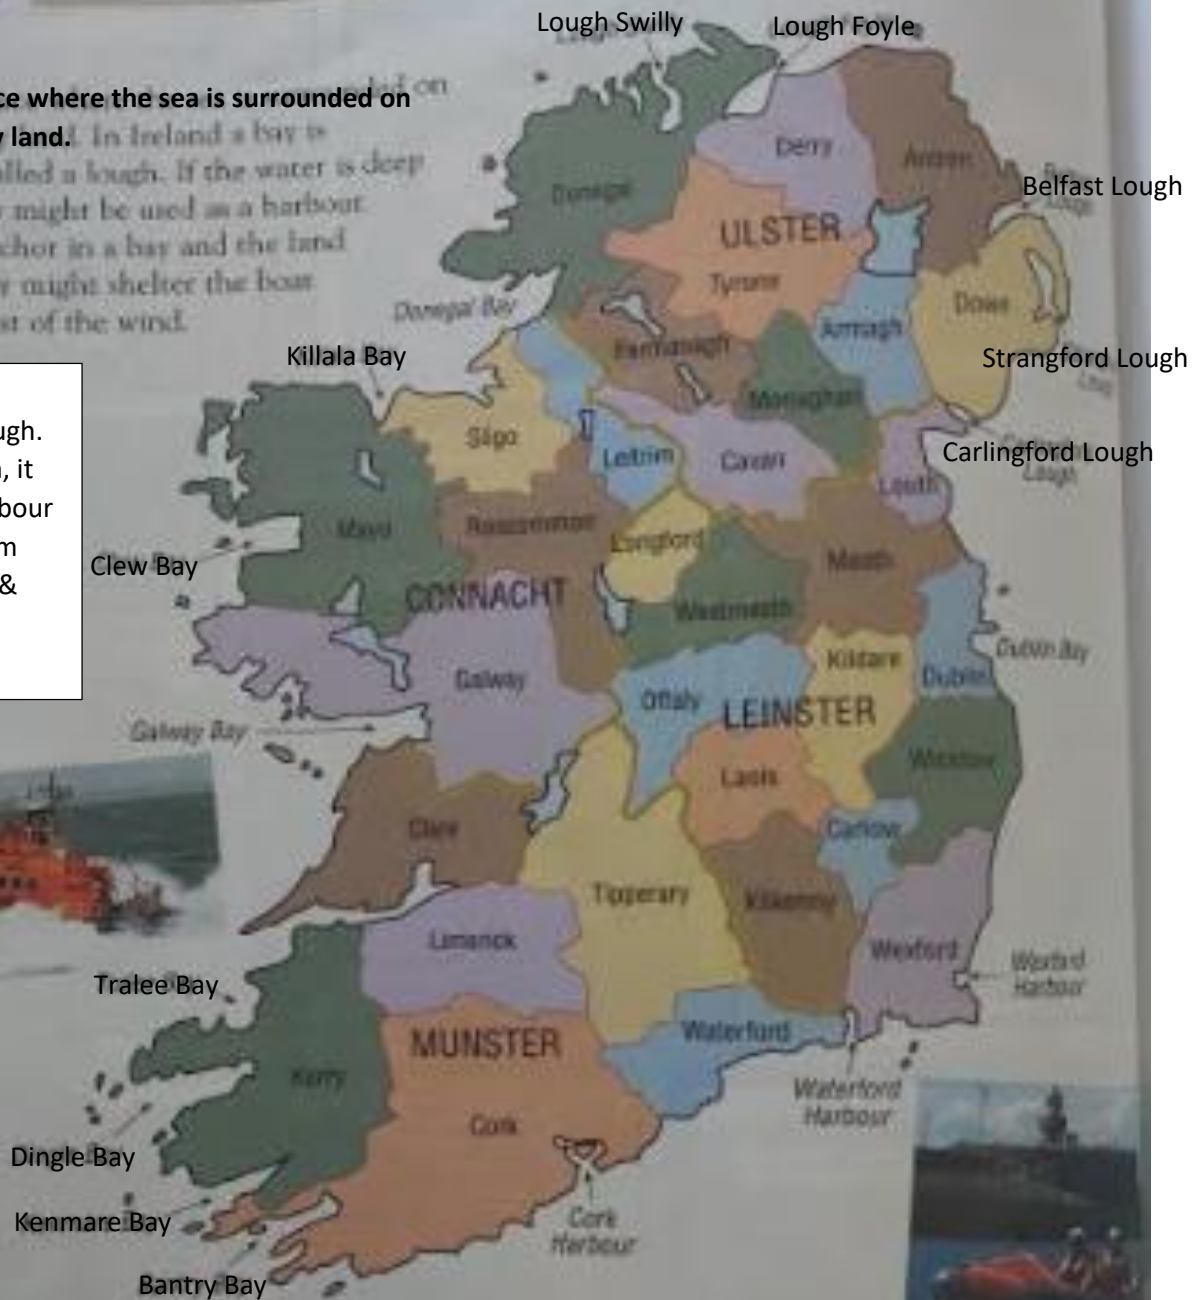 Lough Swilly
Lough Foyle
ce where the sea is surrounded on
y land. In Ireland a bay is
alled a lough. If the water is deep
y might be used as a harbour
chor in a bay and the land
y might shelter the boat
st of the wind.
ugh.
, it
bour
m
&
Derry
Antrim
Donegal
Belfast Lough
ULSTER
Tyrone
Donegal Bay
Down
Armagh
Fermanagh
Killala Bay
Strangford Lough
Monaghan
Sligo
Leitrim
Cavan
Carlingford Lough
Louth
Mayo
Roscommon
Longford
Meath
Clew Bay
CONNACHT
Westmeath
Dublin Bay
Kildare
Galway
Offaly
Dublin
LEINSTER
Galway Bay
Wicklow
Laois
Clare
Carlow
Tipperary
Kilkenny
Limerick
Wexford
Wexford
Harbour
Tralee Bay
MUNSTER
Waterford
Kerry
Waterford
Harbour
Cork
Dingle Bay
Kenmare Bay
Cork
Harbour
Bantry Bay